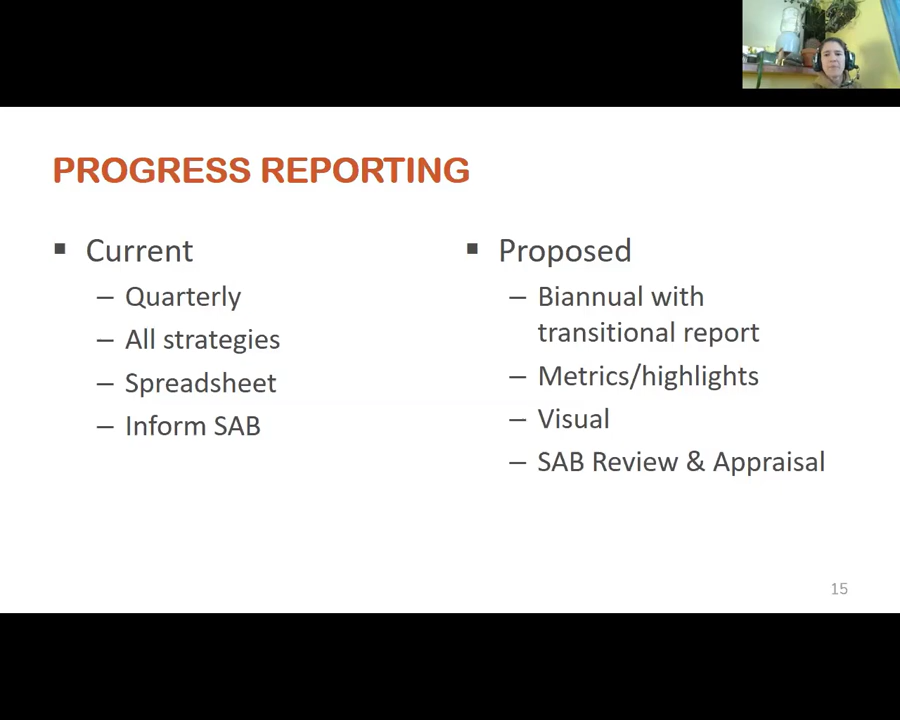 PROGRESS REPORTING
▪ Current
– Quarterly
– All strategies
– Spreadsheet
– Inform SAB
▪ Proposed
– Biannual with
transitional report
– Metrics/highlights
– Visual
– SAB Review & Appraisal
15